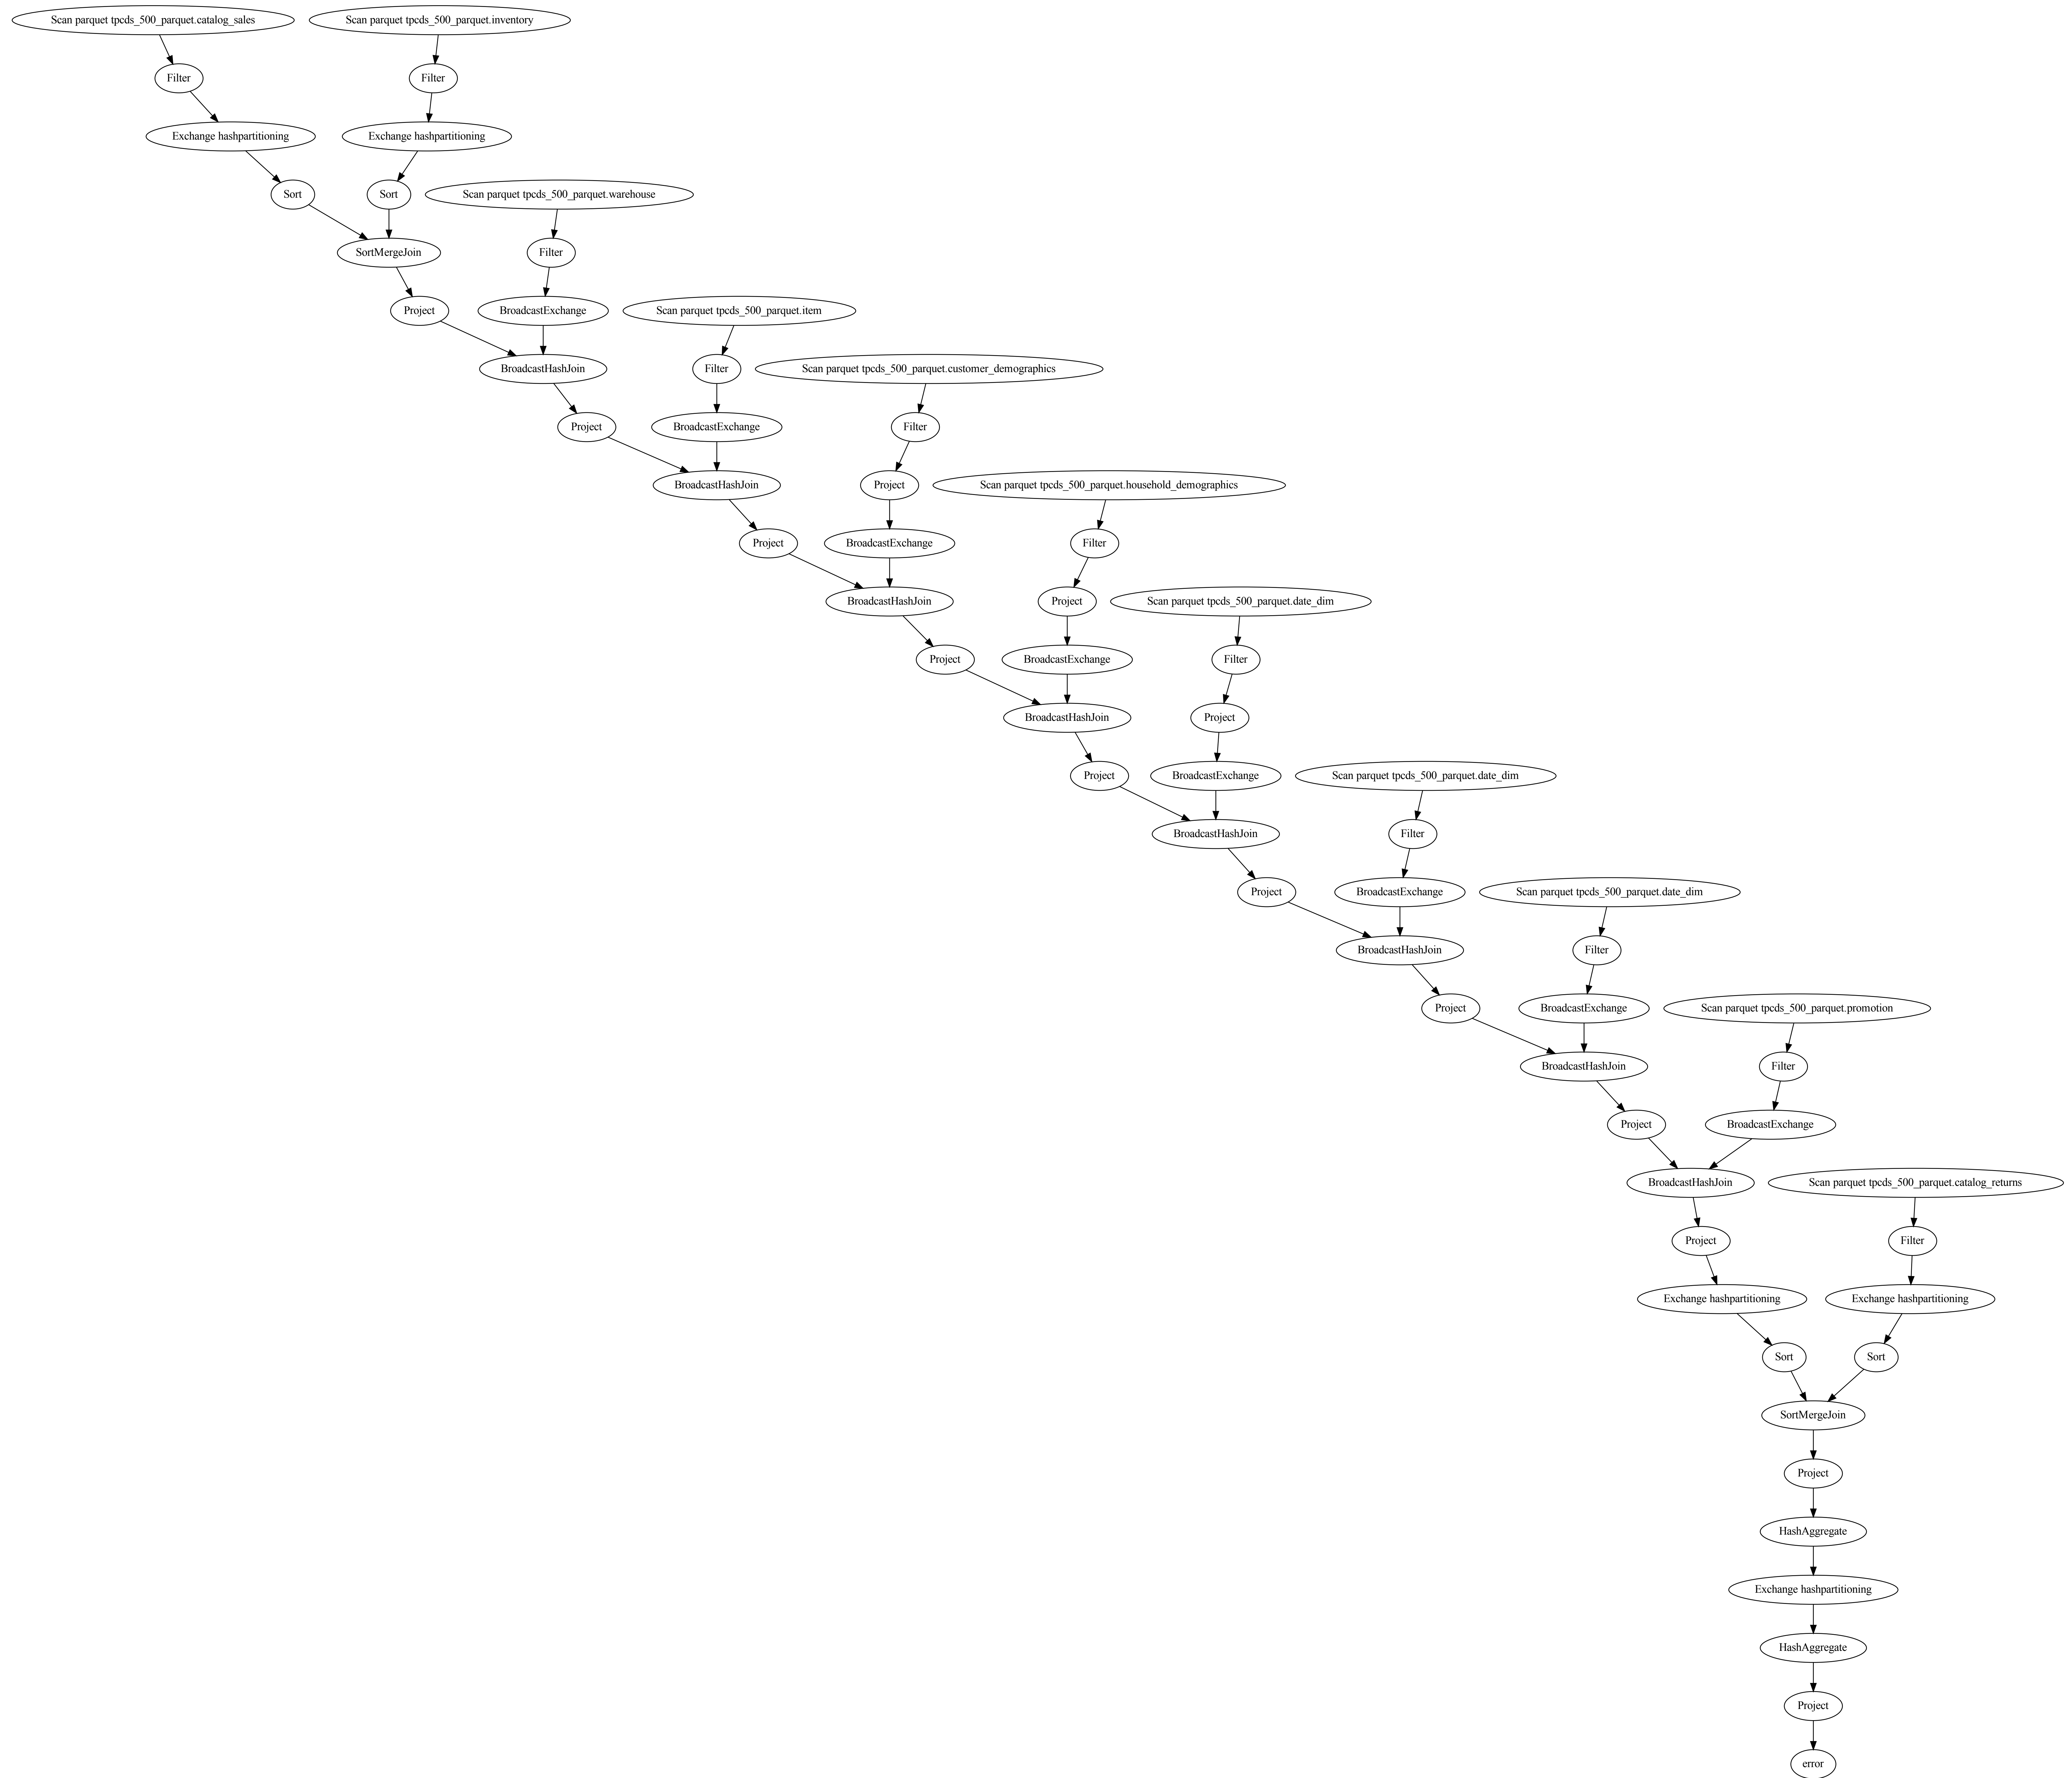 Scan parquet tpcds_500_parquet.catalog_sales
Scan parquet tpcds_500_parquet.inventory
Filter
Filter
Exchange hashpartitioning
Exchange hashpartitioning
Sort
Sort
Scan parquet tpcds_500_parquet.warehouse
SortMergeJoin
Filter
Project
BroadcastExchange
Scan parquet tpcds_500_parquet.item
BroadcastHashJoin
Filter
Scan parquet tpcds_500_parquet.customer_demographics
Project
BroadcastExchange
Filter
BroadcastHashJoin
Project
Scan parquet tpcds_500_parquet.household_demographics
Project
BroadcastExchange
Filter
BroadcastHashJoin
Project
Scan parquet tpcds_500_parquet.date_dim
Project
BroadcastExchange
Filter
BroadcastHashJoin
Project
Project
BroadcastExchange
Scan parquet tpcds_500_parquet.date_dim
BroadcastHashJoin
Filter
Project
BroadcastExchange
Scan parquet tpcds_500_parquet.date_dim
BroadcastHashJoin
Filter
Project
BroadcastExchange
Scan parquet tpcds_500_parquet.promotion
BroadcastHashJoin
Filter
Project
BroadcastExchange
BroadcastHashJoin
Scan parquet tpcds_500_parquet.catalog_returns
Project
Filter
Exchange hashpartitioning
Exchange hashpartitioning
Sort
Sort
SortMergeJoin
Project
HashAggregate
Exchange hashpartitioning
HashAggregate
Project
error